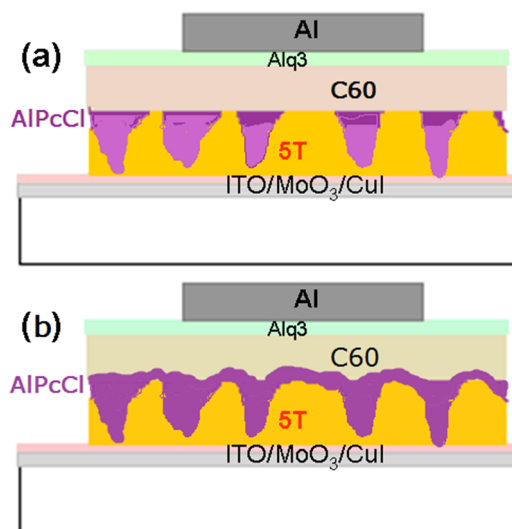 Al
(a)
Alq3
C60
AlPcCl
5T
ITO/MoO₃/CuI
Al
(b)
Alq3
C60
AlPcCl
5T
ITO/MoO₃/CuI